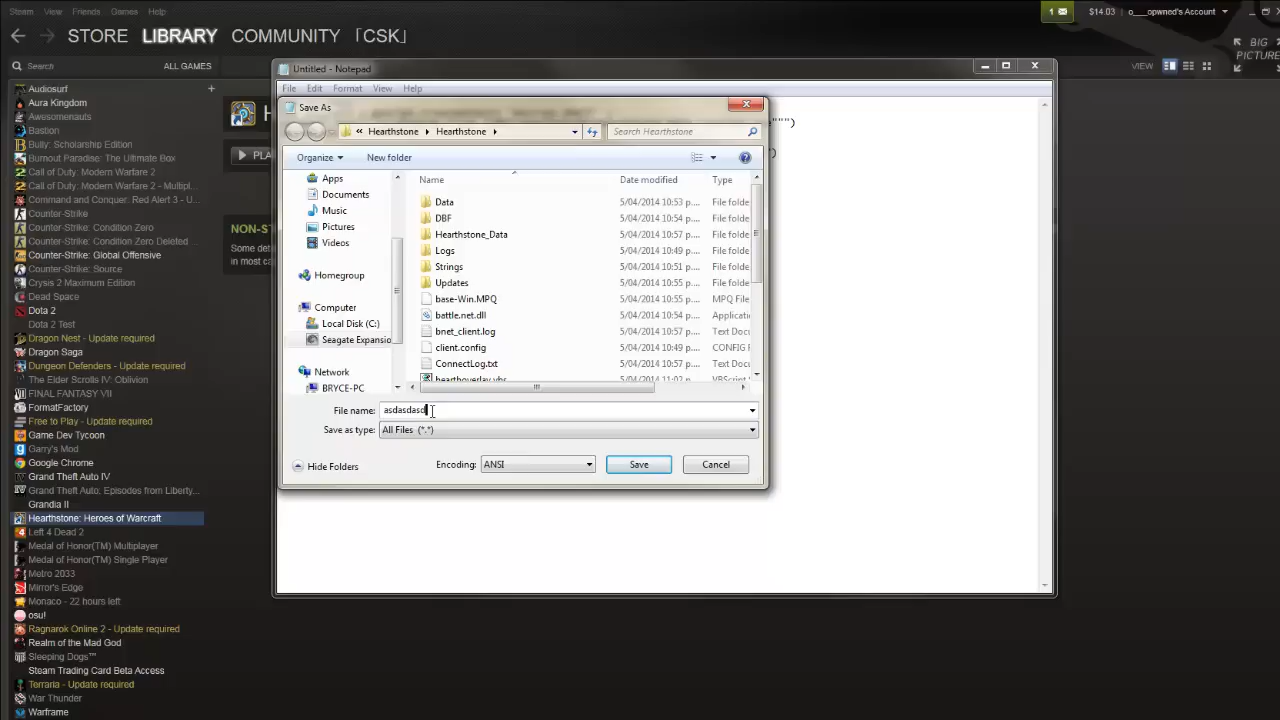 Steam View Friends Games Help
1 $14.03 o___opwned's Account
STORE LIBRARY COMMUNITY 「CSK」
BIG PICTURE
Search ALL GAMES
VIEW
Audiosurf
Aura Kingdom
Awesomenauts
Bastion
Bully: Scholarship Edition
Burnout Paradise: The Ultimate Box
Call of Duty: Modern Warfare 2
Call of Duty: Modern Warfare 2 - Multipl...
Command and Conquer: Red Alert 3 - U...
Counter-Strike
Counter-Strike: Condition Zero
Counter-Strike: Condition Zero Deleted ...
Counter-Strike: Global Offensive
Counter-Strike: Source
Crysis 2 Maximum Edition
Dead Space
Dota 2
Dota 2 Test
Dragon Nest - Update required
Dragon Saga
Dungeon Defenders - Update required
The Elder Scrolls IV: Oblivion
FINAL FANTASY VII
FormatFactory
Free to Play - Update required
Game Dev Tycoon
Garry's Mod
Google Chrome
Grand Theft Auto IV
Grand Theft Auto: Episodes from Liberty...
Grandia II
Hearthstone: Heroes of Warcraft
Left 4 Dead 2
Medal of Honor(TM) Multiplayer
Medal of Honor(TM) Single Player
Metro 2033
Mirror's Edge
Monaco - 22 hours left
osu!
Ragnarok Online 2 - Update required
Realm of the Mad God
Sleeping Dogs™
Steam Trading Card Beta Access
Terraria - Update required
War Thunder
Warframe
H
PLA
NON-ST
Some det
in most ca
Untitled - Notepad
File Edit Format View Help
""")
")
Save As
« Hearthstone Hearthstone Search Hearthstone
Organize New folder
Apps
Documents
Music
Pictures
Videos
Homegroup
Computer
Local Disk (C:)
Seagate Expansio
Network
BRYCE-PC
Name Date modified Type
Data 5/04/2014 10:53 p.... File folde
DBF 5/04/2014 10:54 p.... File folde
Hearthstone_Data 5/04/2014 10:57 p.... File folde
Logs 5/04/2014 10:49 p.... File folde
Strings 5/04/2014 10:51 p.... File folde
Updates 5/04/2014 10:55 p.... File folde
base-Win.MPQ 5/04/2014 10:55 p.... MPQ File
battle.net.dll 5/04/2014 10:54 p.... Applicati
bnet_client.log 5/04/2014 10:57 p.... Text Docu
client.config 5/04/2014 10:49 p.... CONFIG F
ConnectLog.txt 5/04/2014 10:57 p.... Text Docu
hearthoverlay.vbs 5/04/2014 11:02 p.... VBScript
File name: asdasdasd
Save as type: All Files (*.*)
Hide Folders Encoding: ANSI Save Cancel